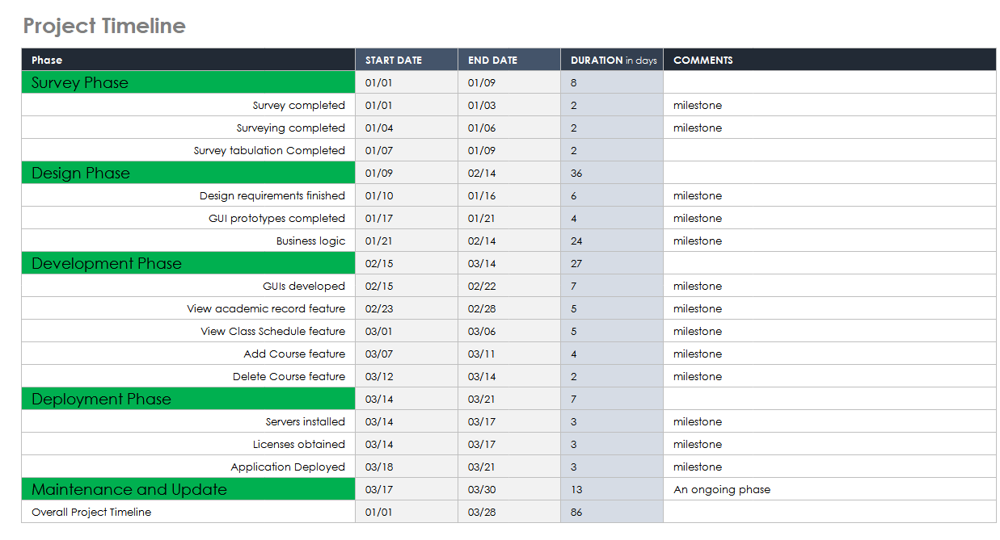 Project Timeline
Phase START DATE END DATE DURATION in days COMMENTS
Survey Phase 01/01 01/09 8
Survey completed 01/01 01/03 2 milestone
Surveying completed 01/04 01/06 2 milestone
Survey tabulation Completed 01/07 01/09 2
Design Phase 01/09 02/14 36
Design requirements finished 01/10 01/16 6 milestone
GUI prototypes completed 01/17 01/21 4 milestone
Business logic 01/21 02/14 24 milestone
Development Phase 02/15 03/14 27
GUIs developed 02/15 02/22 7 milestone
View academic record feature 02/23 02/28 5 milestone
View Class Schedule feature 03/01 03/06 5 milestone
Add Course feature 03/07 03/11 4 milestone
Delete Course feature 03/12 03/14 2 milestone
Deployment Phase 03/14 03/21 7
Servers installed 03/14 03/17 3 milestone
Licenses obtained 03/14 03/17 3 milestone
Application Deployed 03/18 03/21 3 milestone
Maintenance and Update 03/17 03/30 13 An ongoing phase
Overall Project Timeline 01/01 03/28 86